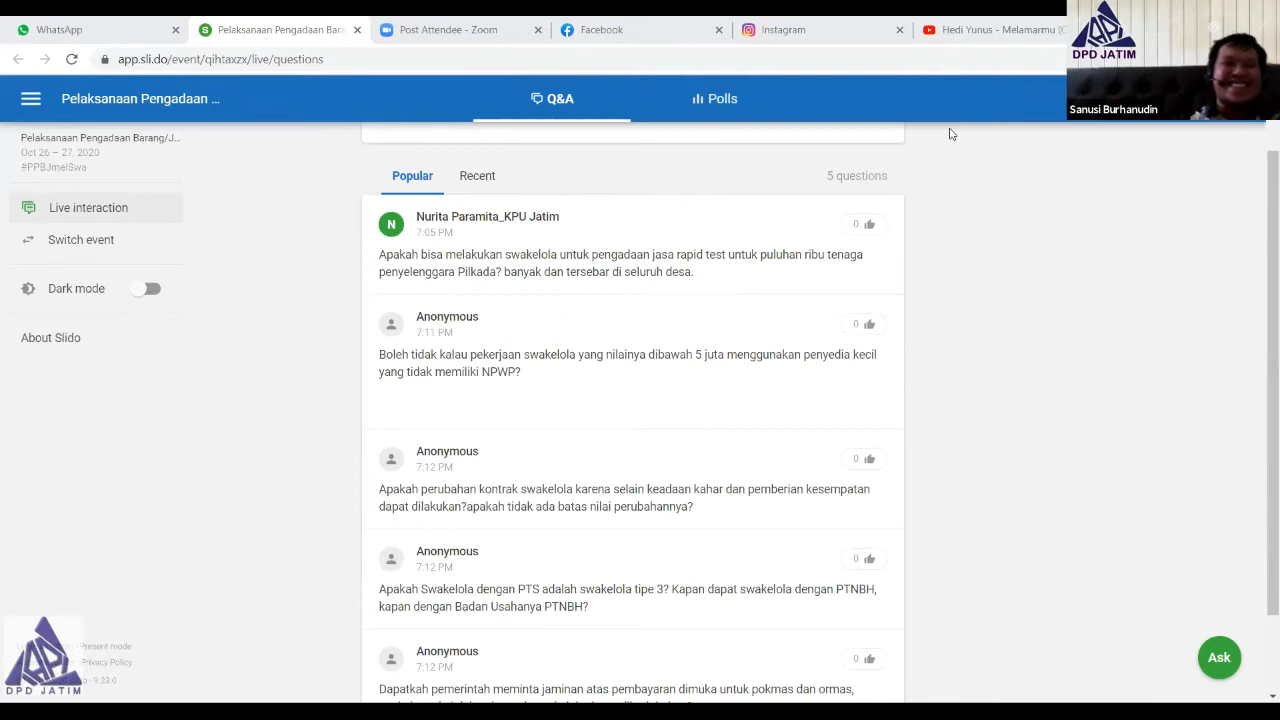 WhatsApp
Pelaksanaan Pengadaan Bara
Post Attendee - Zoom
Facebook
Instagram
Hedi Yunus - Melamarmu (C
DPD JATIM
Sanusi Burhanudin
app.sli.do/event/qihtaxzx/live/questions
Pelaksanaan Pengadaan ...
Q&A
Polls
Pelaksanaan Pengadaan Barang/J...
Oct 26 – 27, 2020
#PPBJmelSwa
Live interaction
Switch event
Dark mode
About Slido
Popular
Recent
5 questions
N
Nurita Paramita_KPU Jatim
7:05 PM
0
Apakah bisa melakukan swakelola untuk pengadaan jasa rapid test untuk puluhan ribu tenaga
penyelenggara Pilkada? banyak dan tersebar di seluruh desa.
Anonymous
7:11 PM
0
Boleh tidak kalau pekerjaan swakelola yang nilainya dibawah 5 juta menggunakan penyedia kecil
yang tidak memiliki NPWP?
Anonymous
7:12 PM
0
Apakah perubahan kontrak swakelola karena selain keadaan kahar dan pemberian kesempatan
dapat dilakukan?apakah tidak ada batas nilai perubahannya?
Anonymous
7:12 PM
0
Apakah Swakelola dengan PTS adalah swakelola tipe 3? Kapan dapat swakelola dengan PTNBH,
kapan dengan Badan Usahanya PTNBH?
Anonymous
7:12 PM
0
Dapatkah pemerintah meminta jaminan atas pembayaran dimuka untuk pokmas dan ormas,
Present mode
Privacy Policy
9.23.0
DPD JATIM
Ask